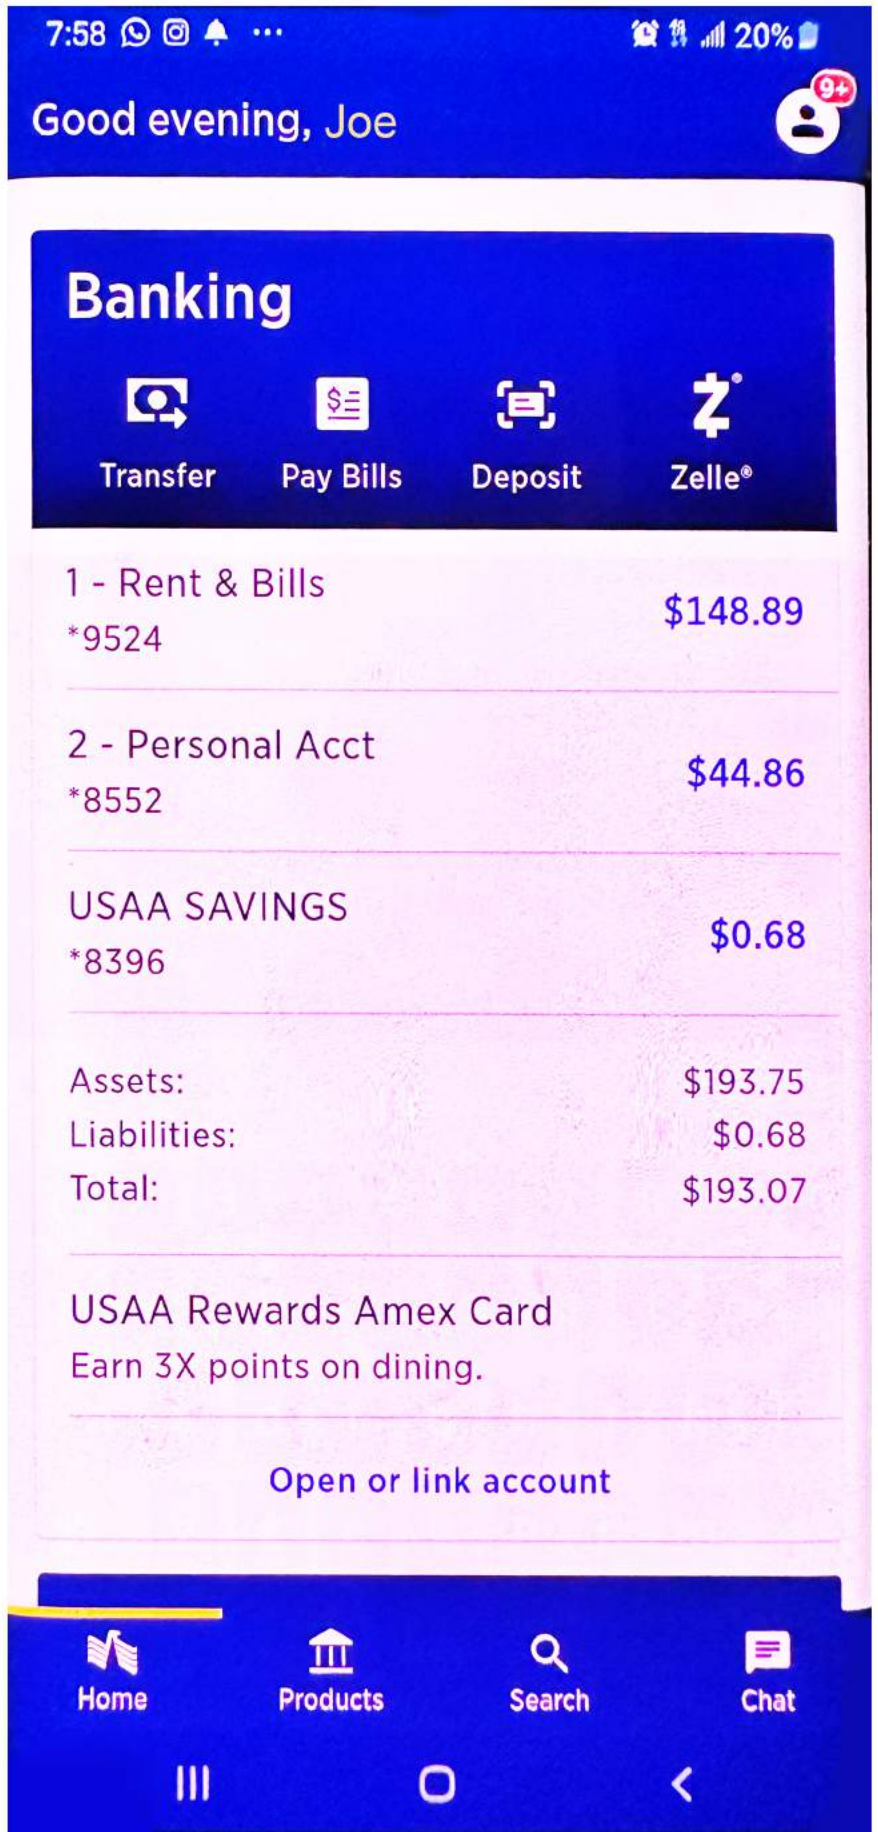 7:58 ... 20%
Good evening, Joe
9+
Banking
Transfer Pay Bills Deposit Zelle®
1 - Rent & Bills
$148.89
*9524
2 - Personal Acct
$44.86
*8552
USAA SAVINGS
$0.68
*8396
Assets: $193.75
Liabilities: $0.68
Total: $193.07
USAA Rewards Amex Card
Earn 3X points on dining.
Open or link account
Home Products Search Chat